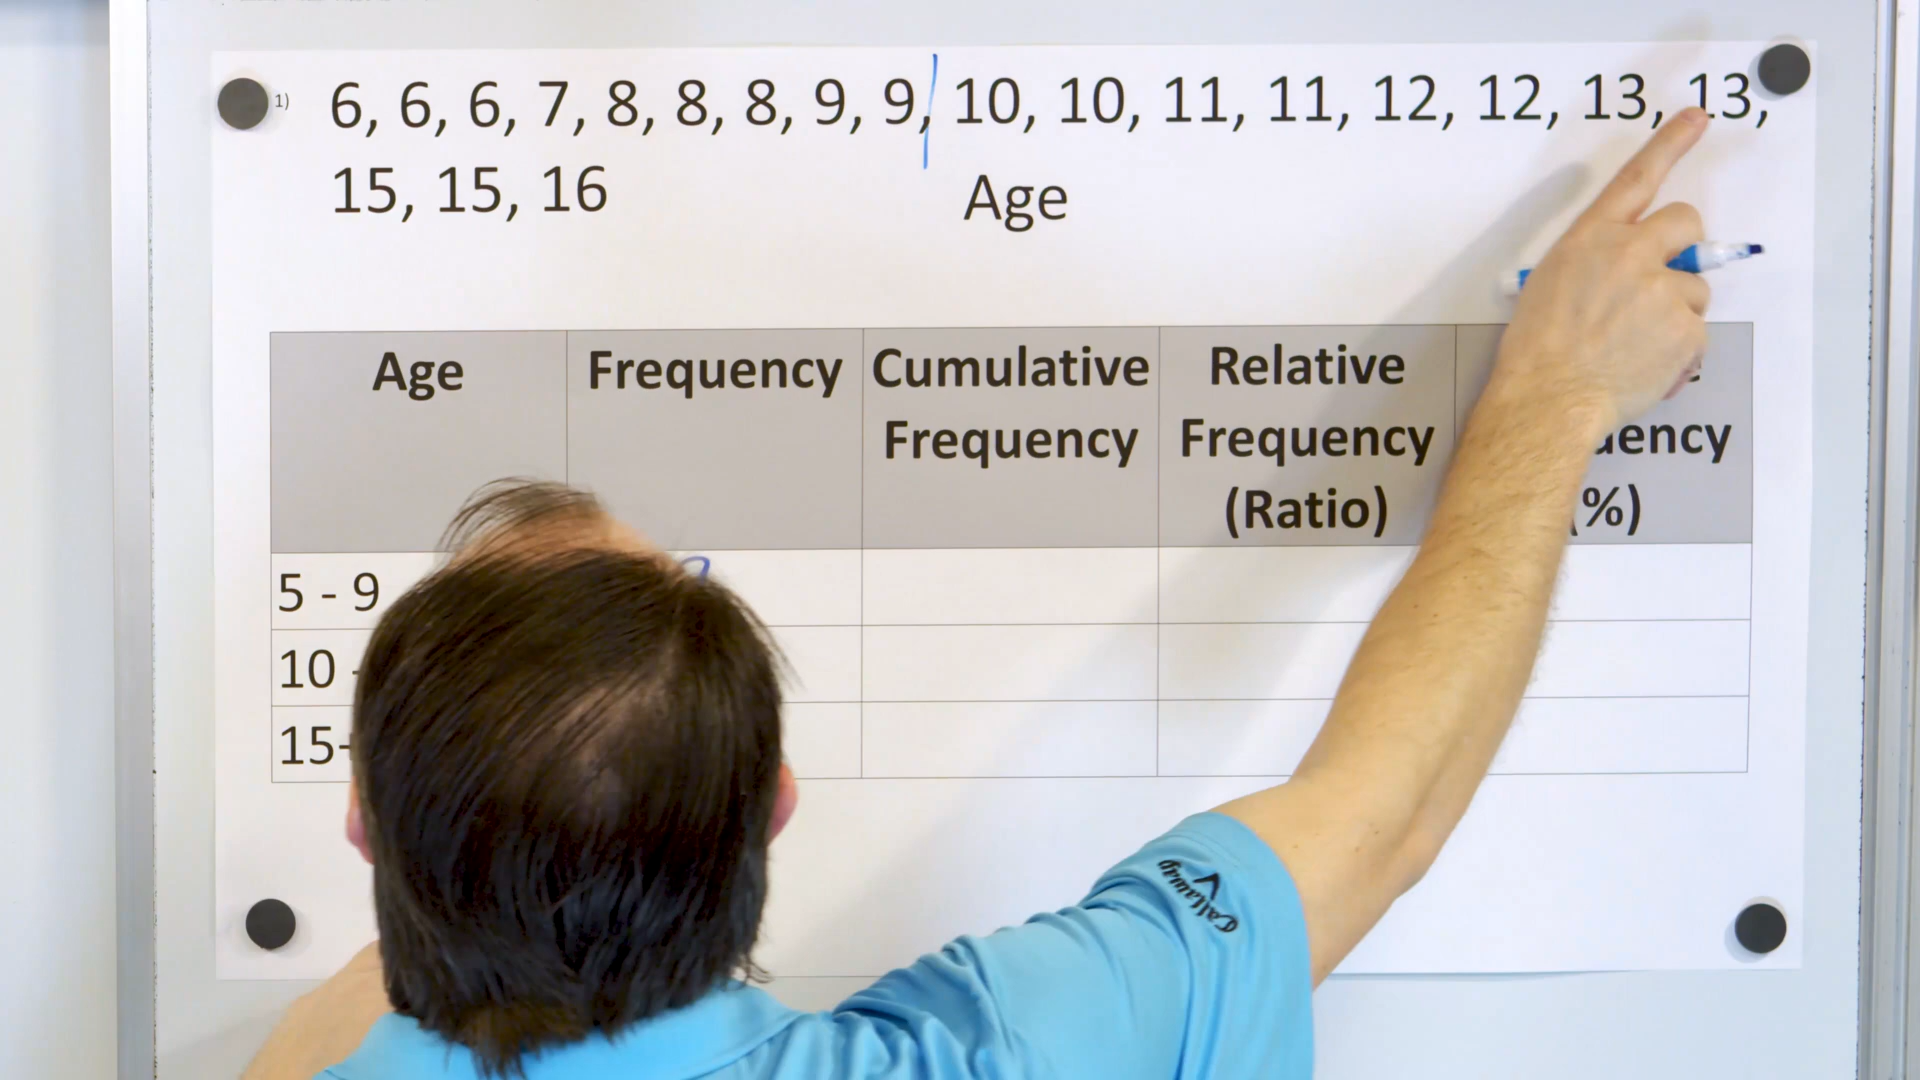 1) 6, 6, 6, 7, 8, 8, 8, 9, 9, 10, 10, 11, 11, 12, 12, 13, 13,
15, 15, 16
Age
Age
Frequency
Cumulative
Frequency
Relative
Frequency
(Ratio)
(%)
5 - 9
10 -
15-
Callaway